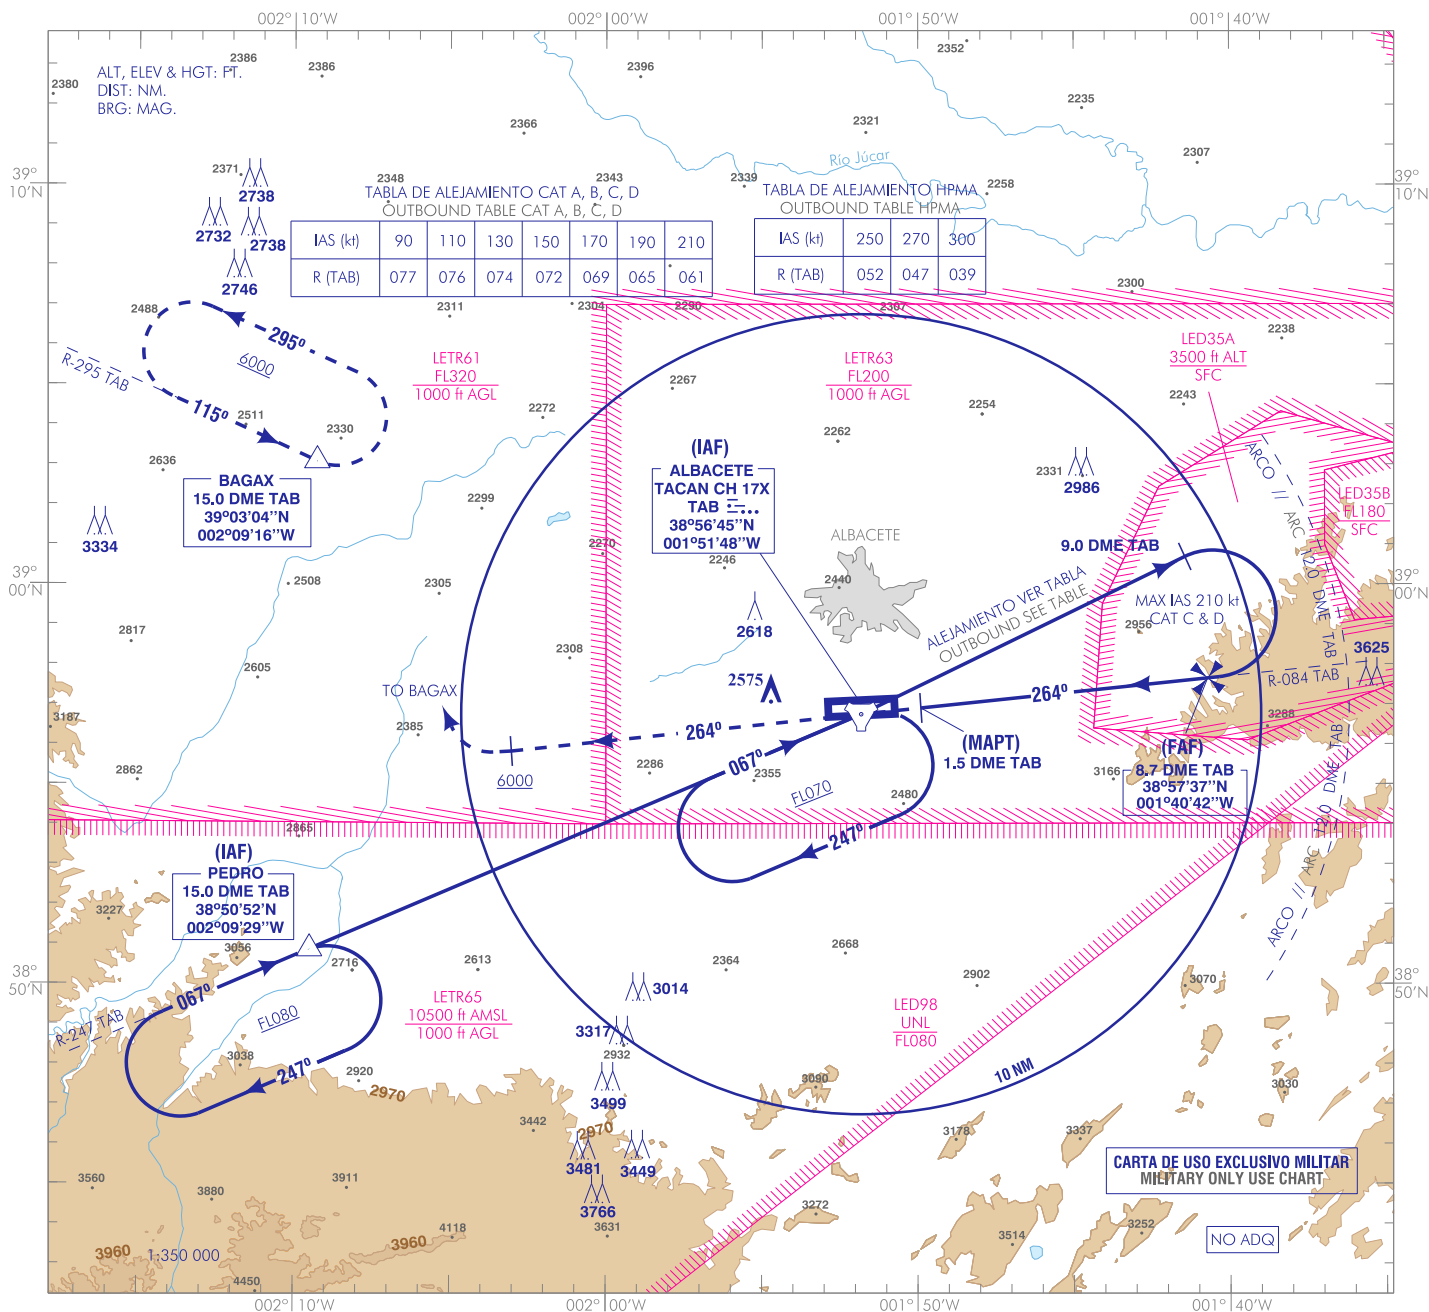 002°10'W
002°00'W
001°50'W
001°40'W
ALT, ELEV & HGT: FT.
DIST: NM.
BRG: MAG.
2380
2386
2386
2396
2352
2235
2366
2321
2307
Río Júcar
39°
10'N
39°
10'N
2371
2738
2732
2738
2746
2348
2343
2339
2258
TABLA DE ALEJAMIENTO CAT A, B, C, D
OUTBOUND TABLE CAT A, B, C, D
IAS (kt) 90 110 130 150 170 190 210
R (TAB) 077 076 074 072 069 065 061
TABLA DE ALEJAMIENTO HPMA
OUTBOUND TABLE HPMA
IAS (kt) 250 270 300
R (TAB) 052 047 039
2488
2311
2304
2290
2307
2300
2238
295°
6000
R-295 TAB
115°
2511
2330
2636
LETR61
FL320
1000 ft AGL
LETR63
FL200
1000 ft AGL
LED35A
3500 ft ALT
SFC
2267
2272
2262
2254
2243
BAGAX
15.0 DME TAB
39°03'04''N
002°09'16''W
3334
2299
(IAF)
ALBACETE
TACAN CH 17X
TAB
38°56'45''N
001°51'48''W
2331
2986
ARCO // ARC 12.0 DME TAB
LED35B
FL180
SFC
39°
00'N
39°
00'N
2508
2305
2270
2246
2440
ALBACETE
9.0 DME TAB
ALEJAMIENTO VER TABLA
OUTBOUND SEE TABLE
MAX IAS 210 kt
CAT C & D
2956
2817
2605
2308
2618
3625
R-084 TAB
TO BAGAX
2575
264°
3187
2385
264°
3288
(MAPT)
1.5 DME TAB
(FAF)
8.7 DME TAB
38°57'37''N
001°40'42''W
2862
6000
2286
067°
2355
FL070
2480
3166
247°
2865
ARCO // ARC 12.0 DME TAB
(IAF)
PEDRO
15.0 DME TAB
38°50'52''N
002°09'29''W
3227
3056
2716
2613
2364
2668
2902
3070
38°
50'N
38°
50'N
067°
R-247 TAB
FL080
247°
3038
2920
2970
LETR65
10500 ft AMSL
1000 ft AGL
3014
3317
2932
3499
LED98
UNL
FL080
10 NM
3090
3030
3442
2970
3481
3449
3766
3631
3178
3337
CARTA DE USO EXCLUSIVO MILITAR
MILITARY ONLY USE CHART
3560
3880
3911
4118
3960
3960
1:350 000
4450
3272
3514
3252
NO ADQ
002°10'W
002°00'W
001°50'W
001°40'W